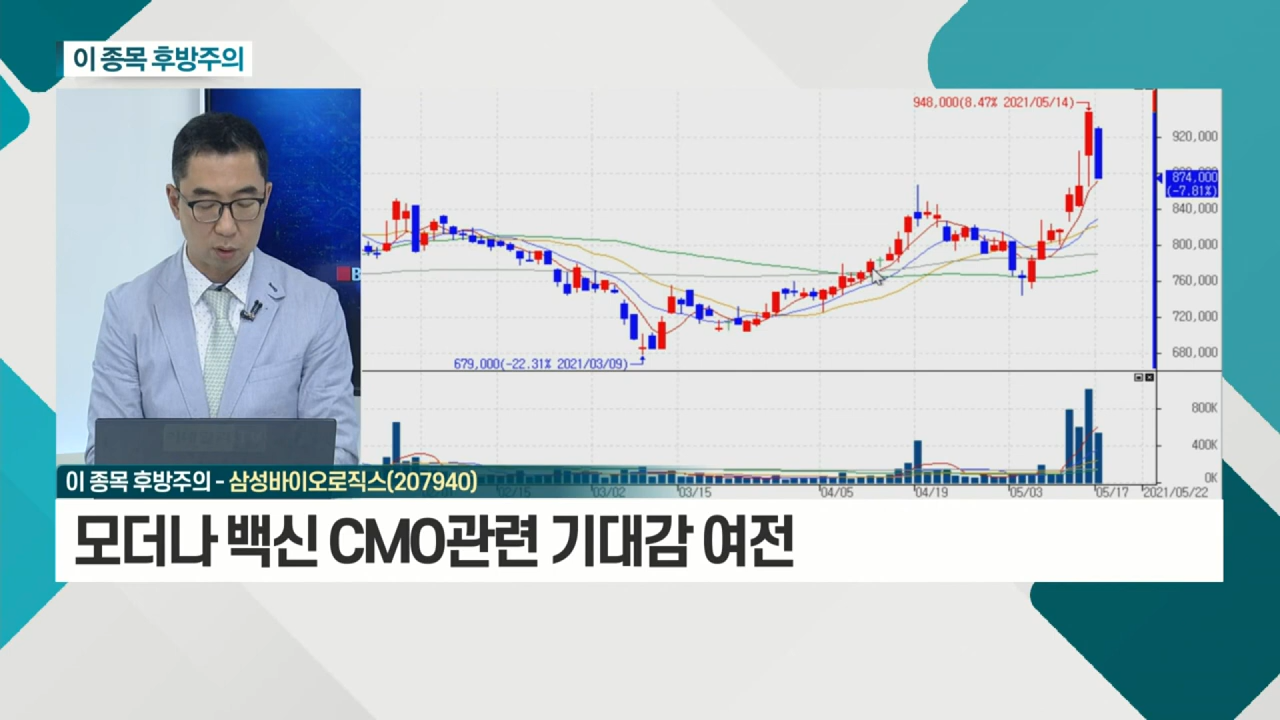 이 종목 후방주의
948,000(8.47% 2021/05/14)
920,000
874,000
(-7.81%)
840,000
800,000
760,000
720,000
680,000
679,000(-22.31% 2021/03/09)
B
800K
400K
0K
이 종목 후방주의 - 삼성바이오로직스(207940)
02/15
03/02
03/15
04/05
04/19
05/03
05/17
2021/05/22
모더나 백신 CMO관련 기대감 여전